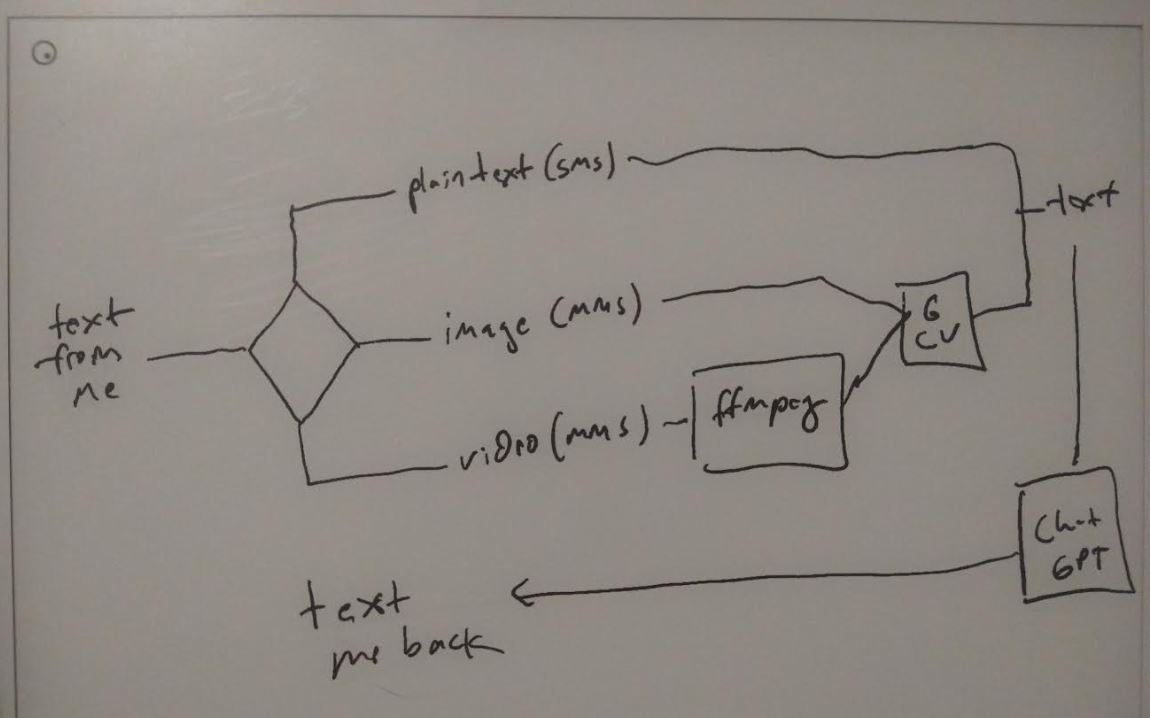 plaintext (sms)
text
text
from
me
image (mms)
G
CV
video (mms)
ffmpeg
Chat
GPT
text
me back